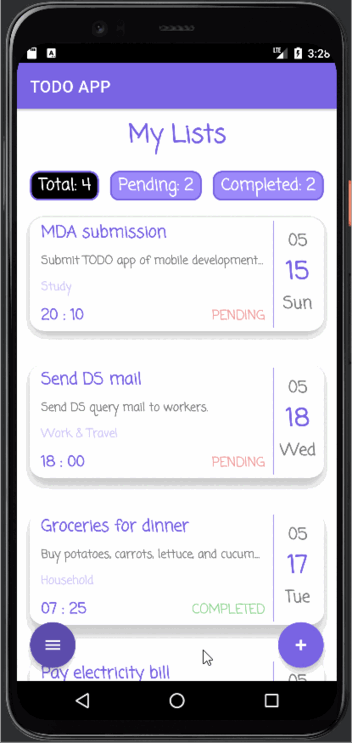 LTE 3:28
TODO APP
My Lists
Total: 4 Pending: 2 Completed: 2
MDA submission
Submit TODO app of mobile development...
Study
20 : 10 PENDING
05
15
Sun
Send DS mail
Send DS query mail to workers.
Work & Travel
18 : 00 PENDING
05
18
Wed
Groceries for dinner
Buy potatoes, carrots, lettuce, and cucum...
Household
07 : 25 COMPLETED
05
17
Tue
Pay electricity bill
05